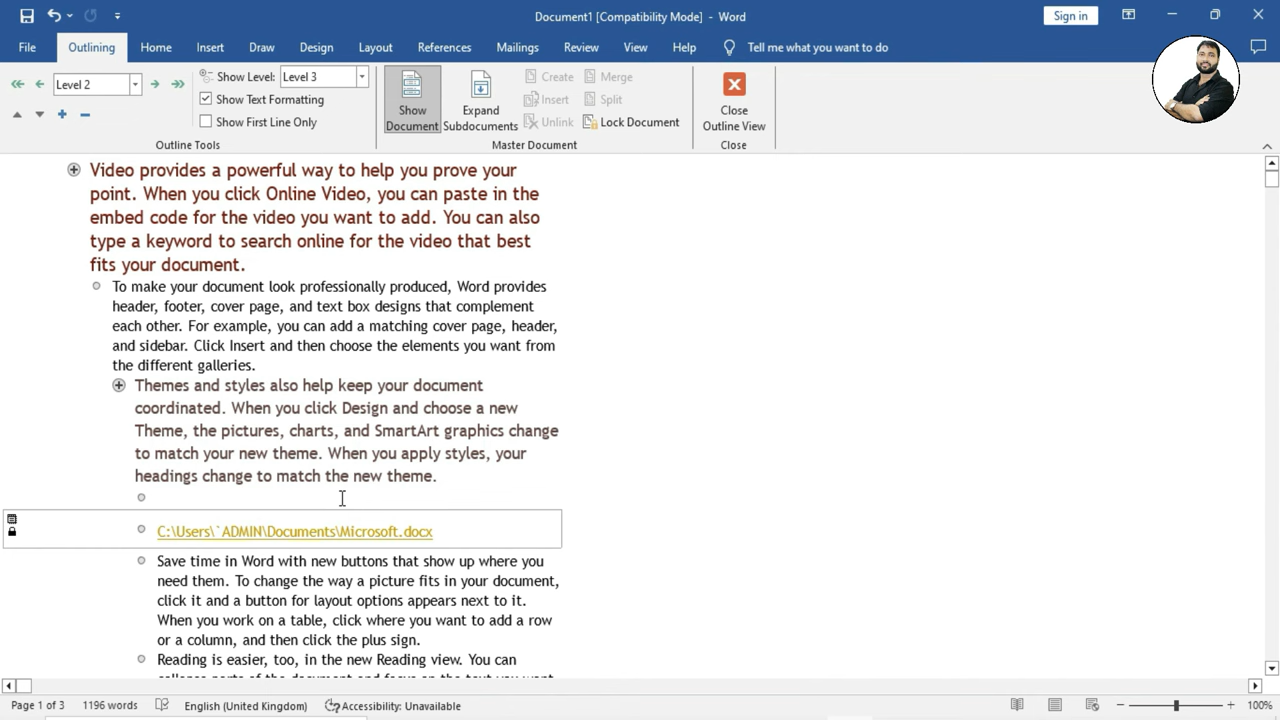 Document1 [Compatibility Mode] - Word
Sign in
File Outlining Home Insert Draw Design Layout References Mailings Review View Help Tell me what you want to do
Level 2
Show Level: Level 3
Show Text Formatting
Show First Line Only
Outline Tools
Show Document
Expand Subdocuments
Create
Insert
Unlink
Merge
Split
Lock Document
Master Document
Close Outline View
Close
Video provides a powerful way to help you prove your
point. When you click Online Video, you can paste in the
embed code for the video you want to add. You can also
type a keyword to search online for the video that best
fits your document.
To make your document look professionally produced, Word provides
header, footer, cover page, and text box designs that complement
each other. For example, you can add a matching cover page, header,
and sidebar. Click Insert and then choose the elements you want from
the different galleries.
Themes and styles also help keep your document
coordinated. When you click Design and choose a new
Theme, the pictures, charts, and SmartArt graphics change
to match your new theme. When you apply styles, your
headings change to match the new theme.
C:\Users\`ADMIN\Documents\Microsoft.docx
Save time in Word with new buttons that show up where you
need them. To change the way a picture fits in your document,
click it and a button for layout options appears next to it.
When you work on a table, click where you want to add a row
or a column, and then click the plus sign.
Reading is easier, too, in the new Reading view. You can
collapse parts of the document and focus on the text you want
Page 1 of 3 1196 words English (United Kingdom) Accessibility: Unavailable 100%